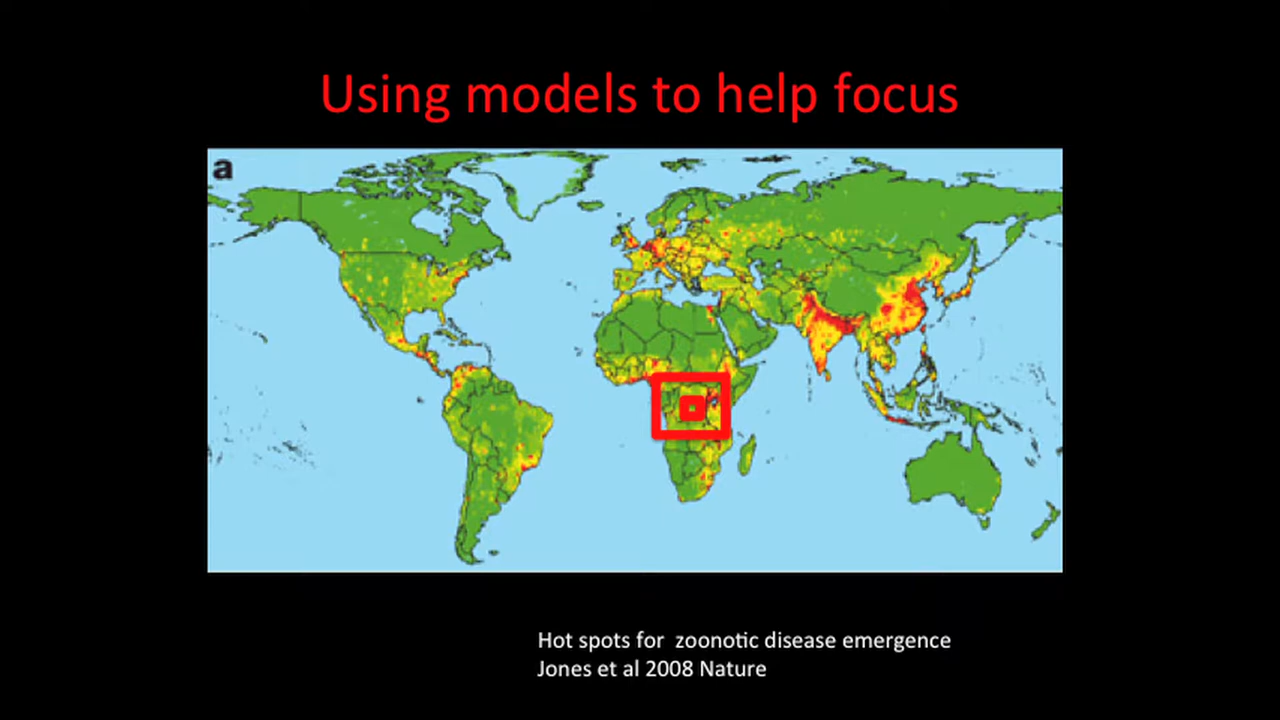 Using models to help focus
a
Hot spots for zoonotic disease emergence
Jones et al 2008 Nature